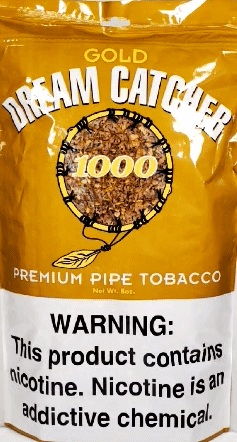 GOLD
DREAM CATCHER
1000
PREMIUM PIPE TOBACCO
Net Wt. 8oz.
WARNING:
This product contains
nicotine. Nicotine is an
addictive chemical.